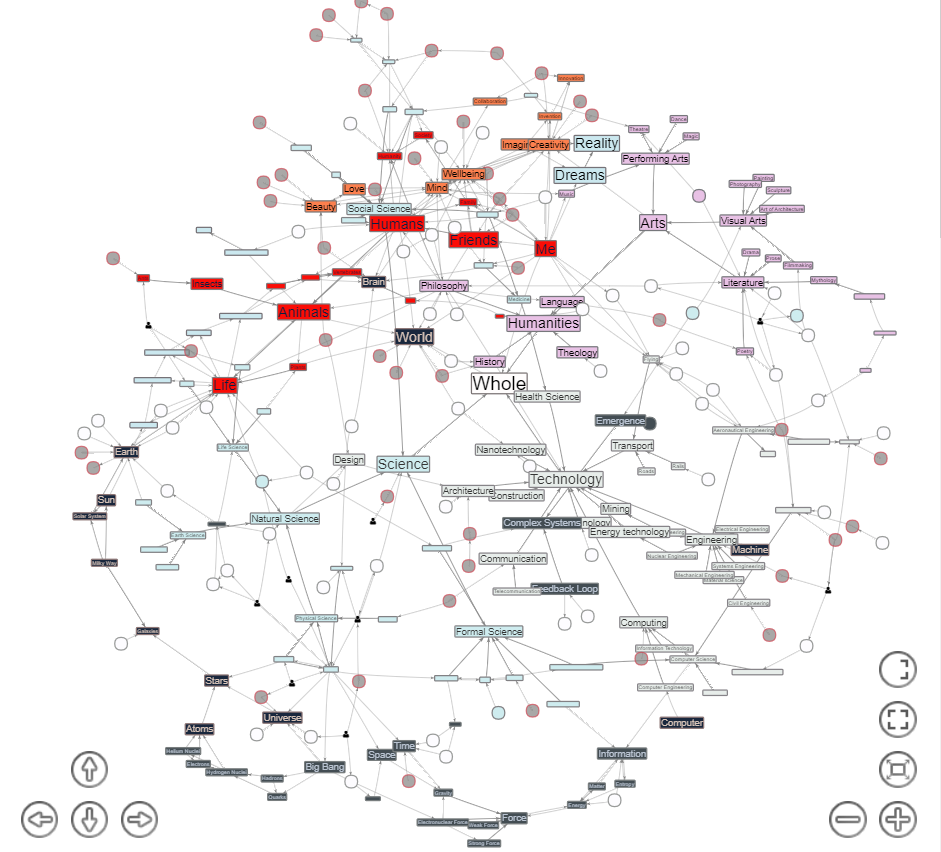 Innovation
Collaboration
Invention
Dance
Theatre
Magic
Imagin
Creativity
Reality
Performing Arts
Wellbeing
Dreams
Mind
Love
Music
Painting
Photography
Sculpture
Beauty
Social Science
Art of Architecture
Humans
Arts
Visual Arts
Friends
Me
Drama
Prose
Filmmaking
Insects
Brain
Philosophy
Literature
Mythology
Animals
Medicine
Language
Humanities
World
Theology
Poetry
History
Whole
Life
Health Science
Emergence
Aeronautical Engineering
Life Science
Transport
Earth
Nanotechnology
Design
Science
Roads
Rails
Technology
Architecture
Construction
Sun
Mining
Solar System
Natural Science
Complex Systems
nology
Energy technology
Electrical Engineering
Earth Science
Engineering
Machine
Nuclear Engineering
Milky Way
Communication
Systems Engineering
Mechanical Engineering
Material Science
Telecommunication
Feedback Loop
Civil Engineering
Physical Science
Computing
Galaxies
Formal Science
Information Technology
Computer Science
Stars
Computer Engineering
Universe
Computer
Atoms
Time
Helium Nuclei
Space
Information
Electrons
Big Bang
Hydrogen Nuclei
Hadrons
Matter
Entropy
Quarks
Gravity
Energy
Force
Electronuclear Force
Weak Force
Strong Force